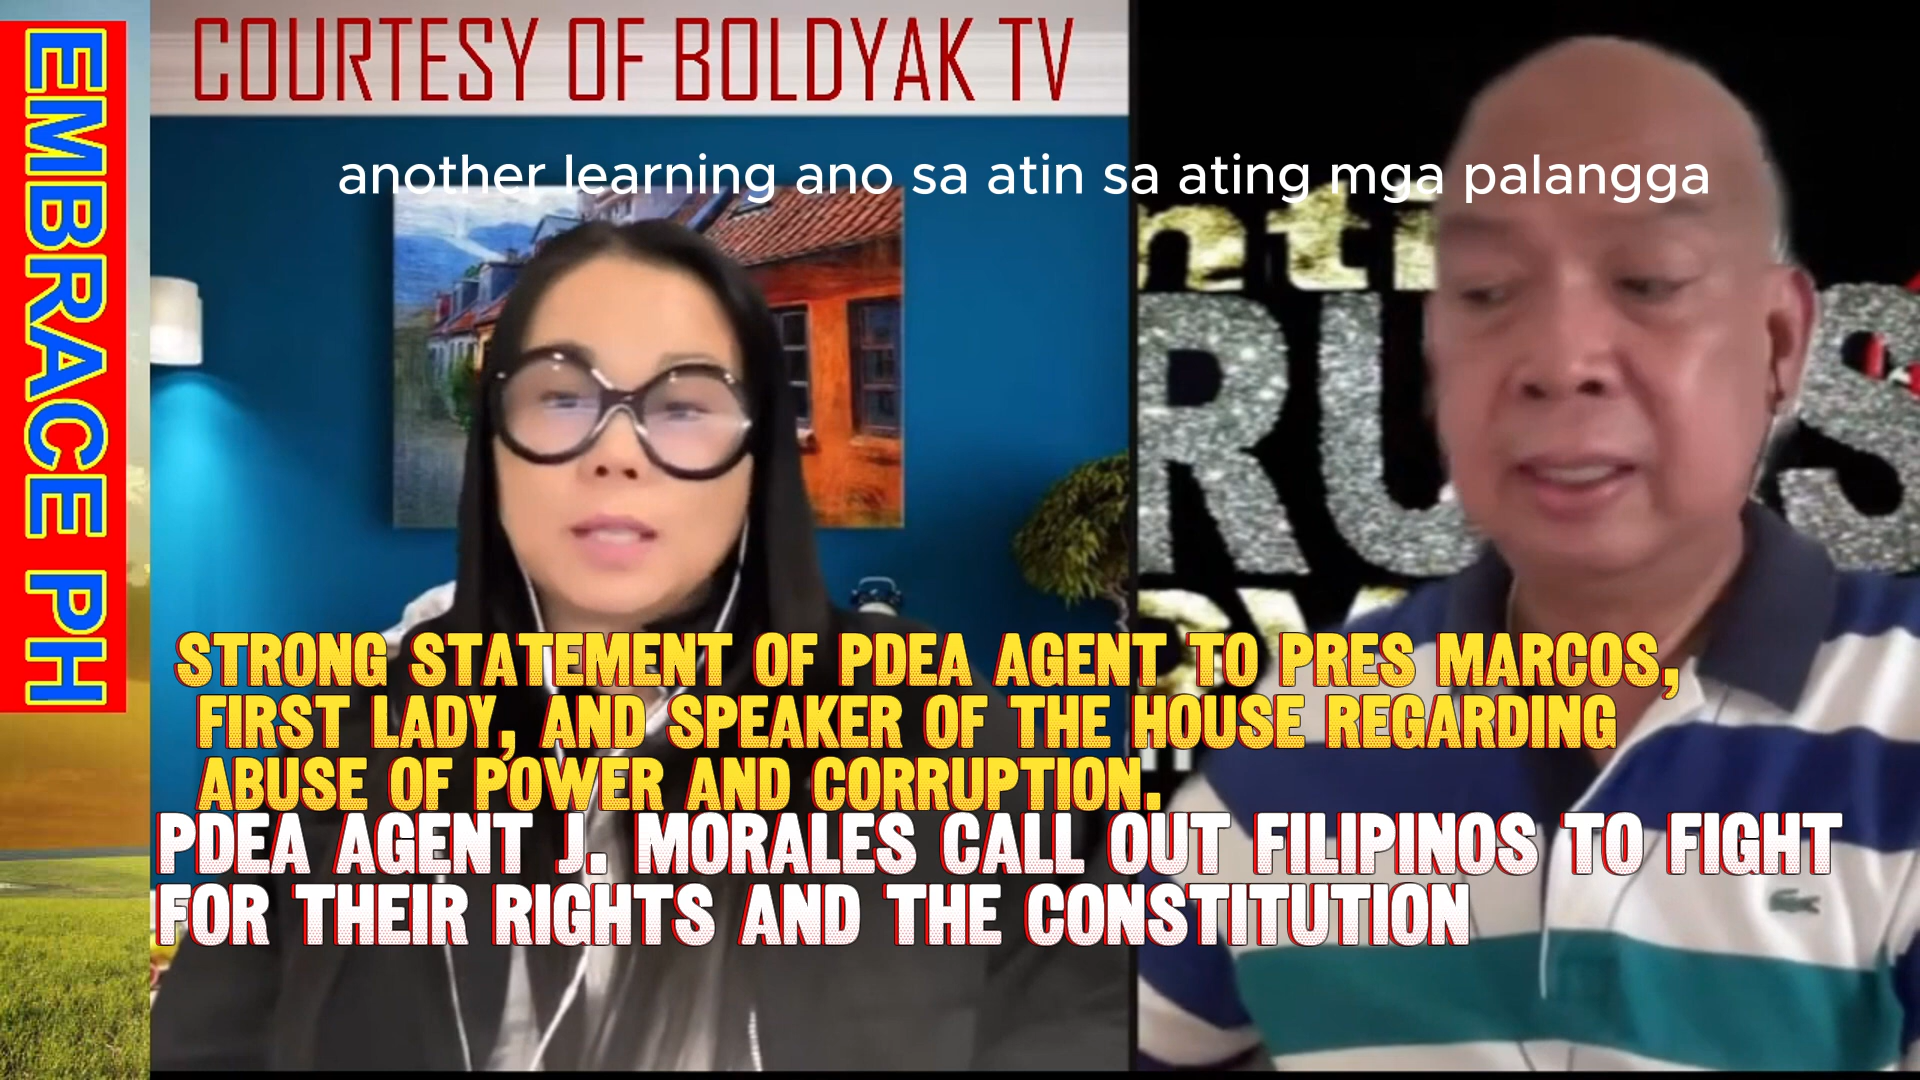 EMBRACE PH
COURTESY OF BOLDYAK TV
another learning ano sa atin sa ating mga palangga
STRONG STATEMENT OF PDEA AGENT TO PRES MARCOS,
FIRST LADY, AND SPEAKER OF THE HOUSE REGARDING
ABUSE OF POWER AND CORRUPTION.
PDEA AGENT J. MORALES CALL OUT FILIPINOS TO FIGHT
FOR THEIR RIGHTS AND THE CONSTITUTION